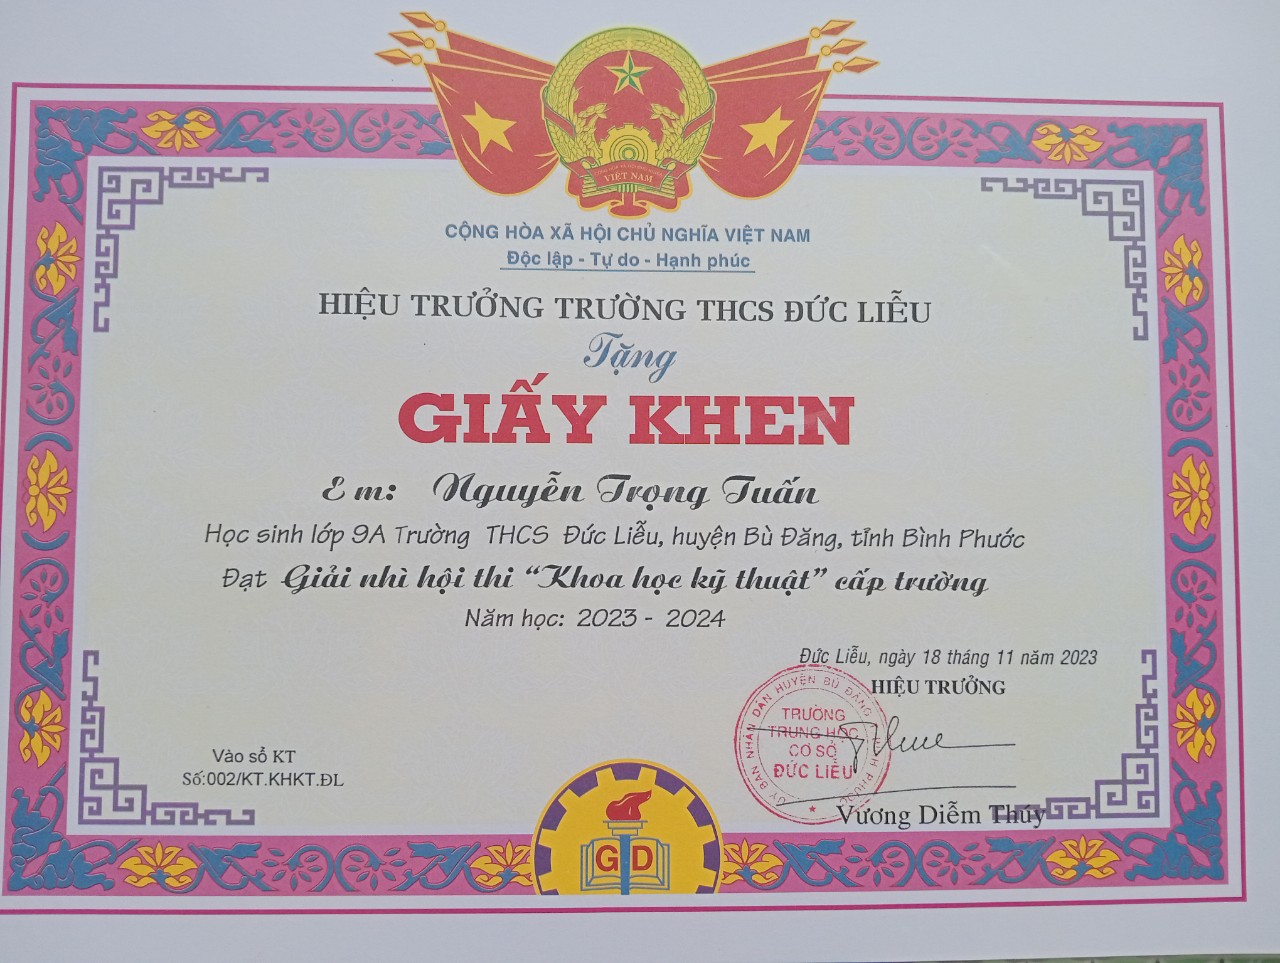 VIỆT NAM
CỘNG HÒA XÃ HỘI CHỦ NGHĨA VIỆT NAM
Độc lập - Tự do - Hạnh phúc
HIỆU TRƯỞNG TRƯỜNG THCS ĐỨC LIỄU
Tặng
GIẤY KHEN
Em: Nguyễn Trọng Tuấn
Học sinh lớp 9A Trường THCS Đức Liễu, huyện Bù Đăng, tỉnh Bình Phước
Đạt Giải nhì hội thi “Khoa học kỹ thuật” cấp trường
Năm học: 2023 - 2024
Đức Liễu, ngày 18 tháng 11 năm 2023
HIỆU TRƯỞNG
ỦY BAN NHÂN DÂN HUYỆN BÙ ĐĂNG
TRƯỜNG
TRUNG HỌC
CƠ SỞ
ĐỨC LIỄU
Vương Diễm Thúy
Vào sổ KT
Số:002/KT.KHKT.ĐL
GD